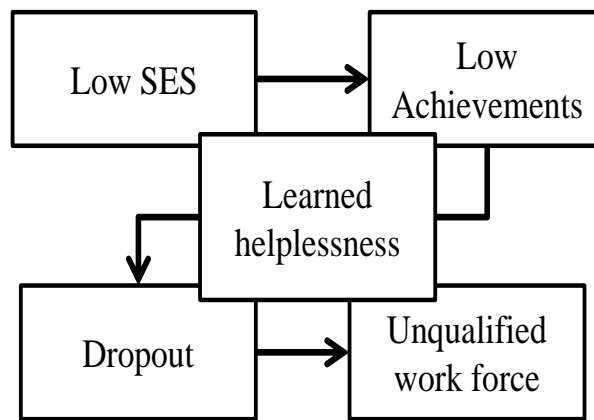 Low SES
Low
Achievements
Learned
helplessness
Dropout
Unqualified
work force